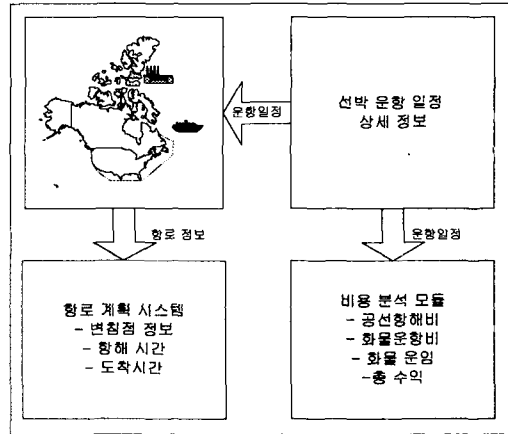 선박 운항 일정
상세 정보
운항일정
항로 정보
운항일정
항로 계획 시스템
- 변침점 정보
- 항해 시간
- 도착시간
비용 분석 모듈
- 공선항해비
- 화물운항비
- 화물 운임
-총 수익